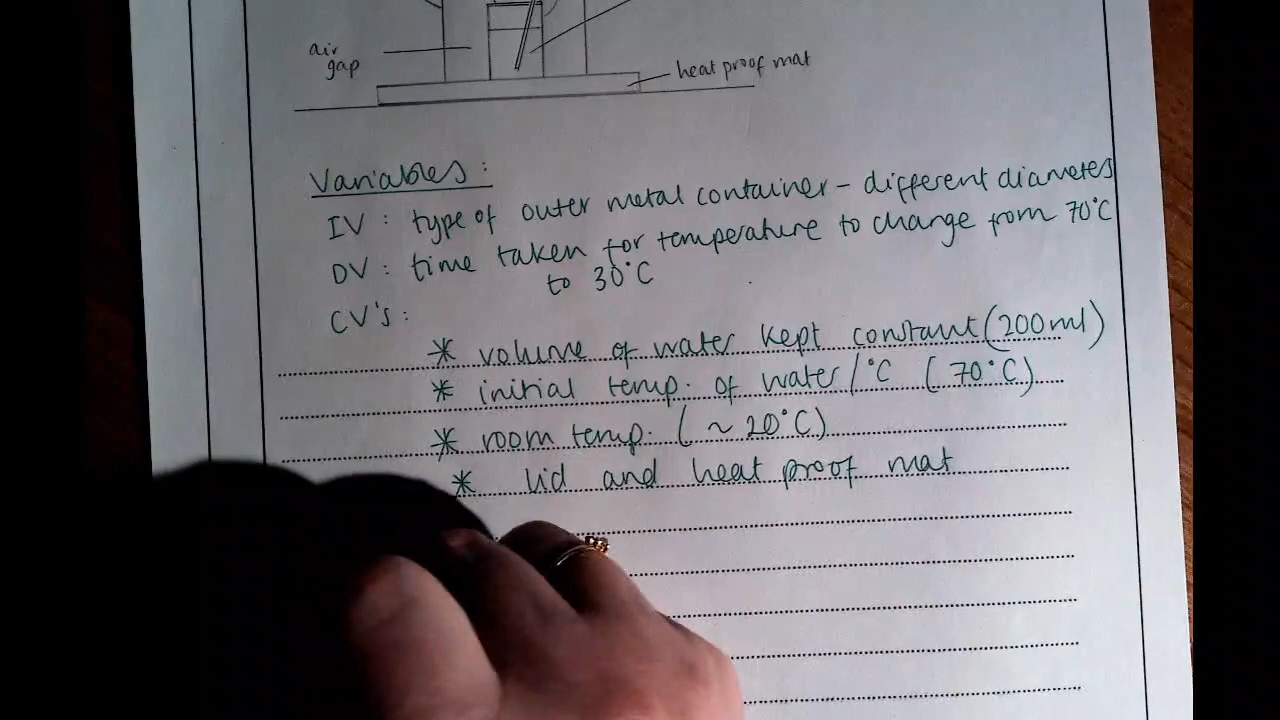 air
gap
heat proof mat
Variables :
IV : type of outer metal container - different diameters
DV : time taken for temperature to change from 70°C
to 30°C
CV's :
* volume of water kept constant (200ml)
* initial temp. of water /°C (70°C)
* room temp. (~ 20°C)
* lid and heat proof mat